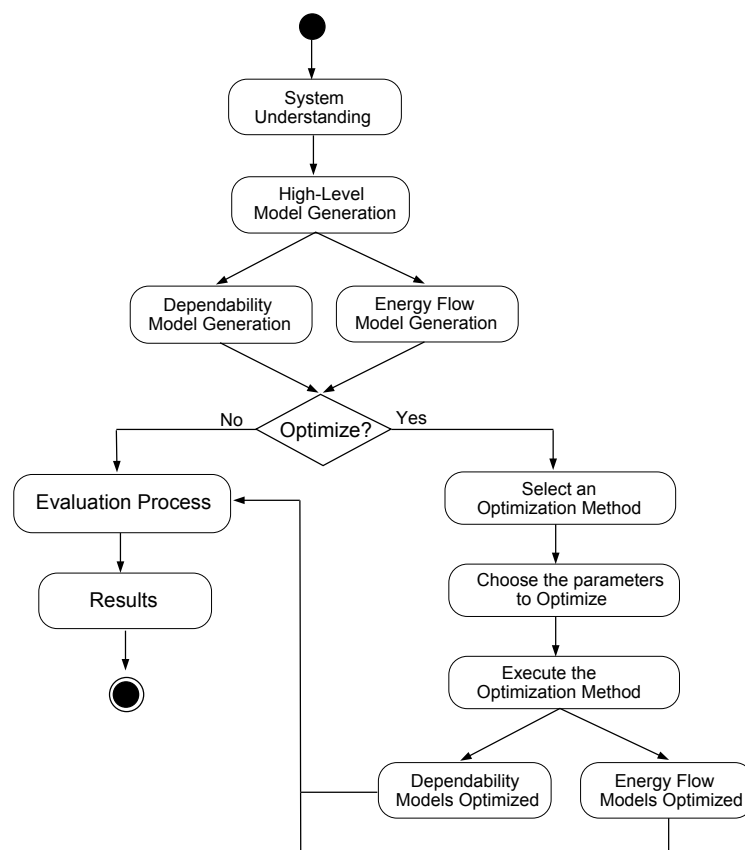 System
Understanding
High-Level
Model Generation
Dependability
Model Generation
Energy Flow
Model Generation
No
Optimize?
Yes
Evaluation Process
Results
Select an
Optimization Method
Choose the parameters
to Optimize
Execute the
Optimization Method
Dependability
Models Optimized
Energy Flow
Models Optimized